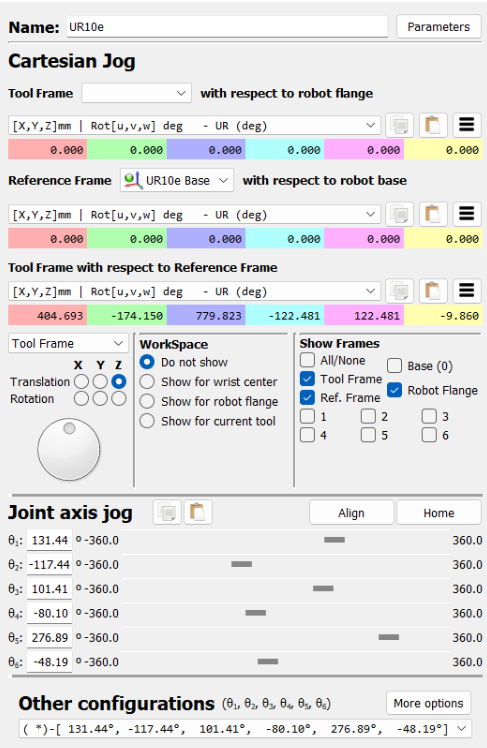 Name: UR10e Parameters
Cartesian Jog
Tool Frame with respect to robot flange
[X,Y,Z]mm | Rot[u,v,w] deg - UR (deg)
0.000 0.000 0.000 0.000 0.000 0.000
Reference Frame UR10e Base with respect to robot base
[X,Y,Z]mm | Rot[u,v,w] deg - UR (deg)
0.000 0.000 0.000 0.000 0.000 0.000
Tool Frame with respect to Reference Frame
[X,Y,Z]mm | Rot[u,v,w] deg - UR (deg)
404.693 -174.150 779.823 -122.481 122.481 -9.860
Tool Frame
X Y Z
Translation
Rotation
WorkSpace
Do not show
Show for wrist center
Show for robot flange
Show for current tool
Show Frames
All/None Base (0)
Tool Frame Robot Flange
Ref. Frame
1 2 3
4 5 6
Joint axis jog Align Home
θ₁: 131.44 º -360.0 360.0
θ₂: -117.44 º -360.0 360.0
θ₃: 101.41 º -360.0 360.0
θ₄: -80.10 º -360.0 360.0
θ₅: 276.89 º -360.0 360.0
θ₆: -48.19 º -360.0 360.0
Other configurations (θ₁, θ₂, θ₃, θ₄, θ₅, θ₆) More options
( *)-[ 131.44°, -117.44°, 101.41°, -80.10°, 276.89°, -48.19°]